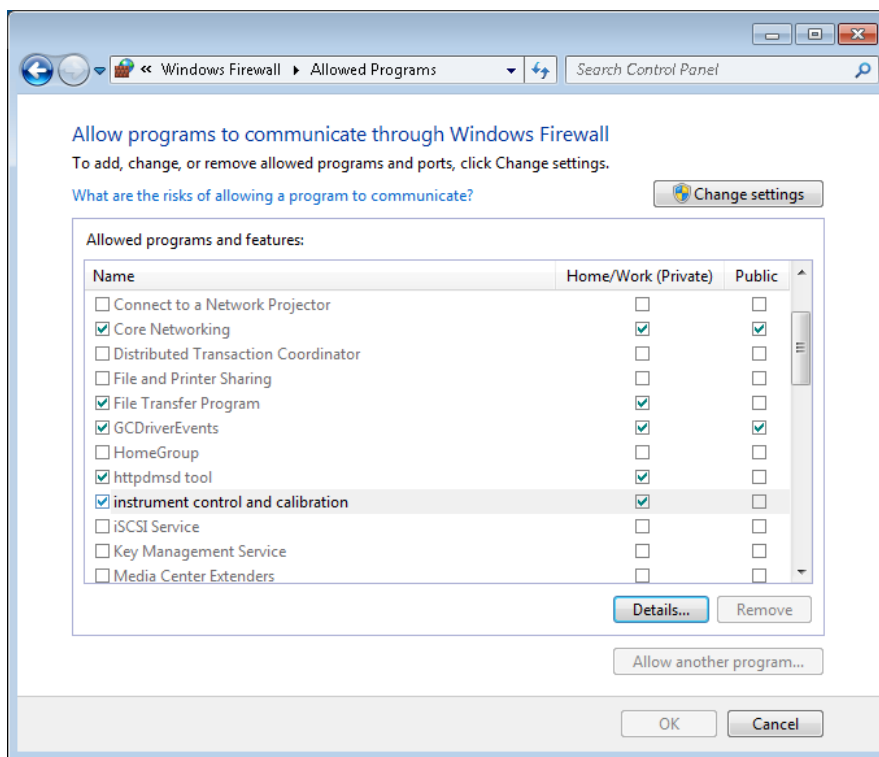 « Windows Firewall ▸ Allowed Programs Search Control Panel
Allow programs to communicate through Windows Firewall
To add, change, or remove allowed programs and ports, click Change settings.
What are the risks of allowing a program to communicate? Change settings
Allowed programs and features:
Name Home/Work (Private) Public
Connect to a Network Projector
Core Networking
Distributed Transaction Coordinator
File and Printer Sharing
File Transfer Program
GCDriverEvents
HomeGroup
httpdmsd tool
instrument control and calibration
iSCSI Service
Key Management Service
Media Center Extenders
Details... Remove
Allow another program...
OK Cancel